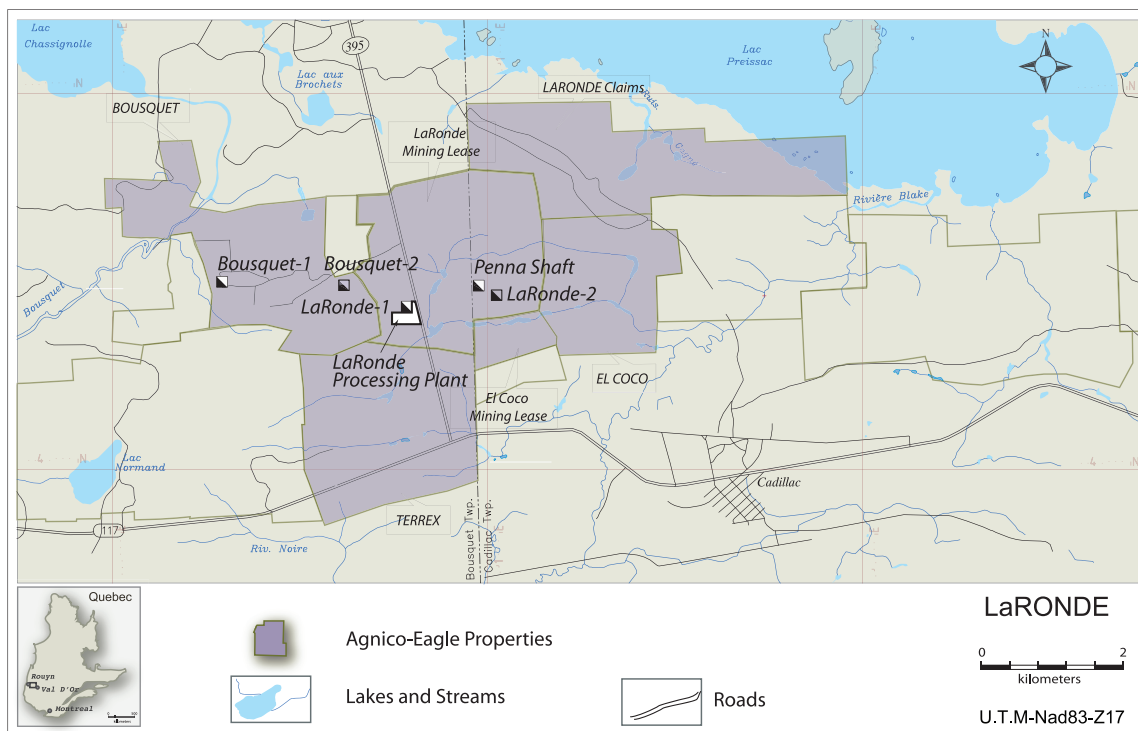 Lac
Chassignolle
395
Lac
Preissac
N
Lac aux
Brochets
BOUSQUET
LARONDE Claims
Ruis.
Gagné
LaRonde
Mining Lease
Rivière Blake
Bousquet-1
Bousquet-2
Penna Shaft
LaRonde-2
LaRonde-1
Bousquet
LaRonde
Processing Plant
EL COCO
El Coco
Mining Lease
Lac
Normand
Cadillac
117
TERREX
Riv. Noire
Bousquet Twp.
Cadillac Twp.
Quebec
Rouyn
Val D'Or
Montreal
Agnico-Eagle Properties
Lakes and Streams
Roads
LaRONDE
0 2
kilometers
U.T.M-Nad83-Z17